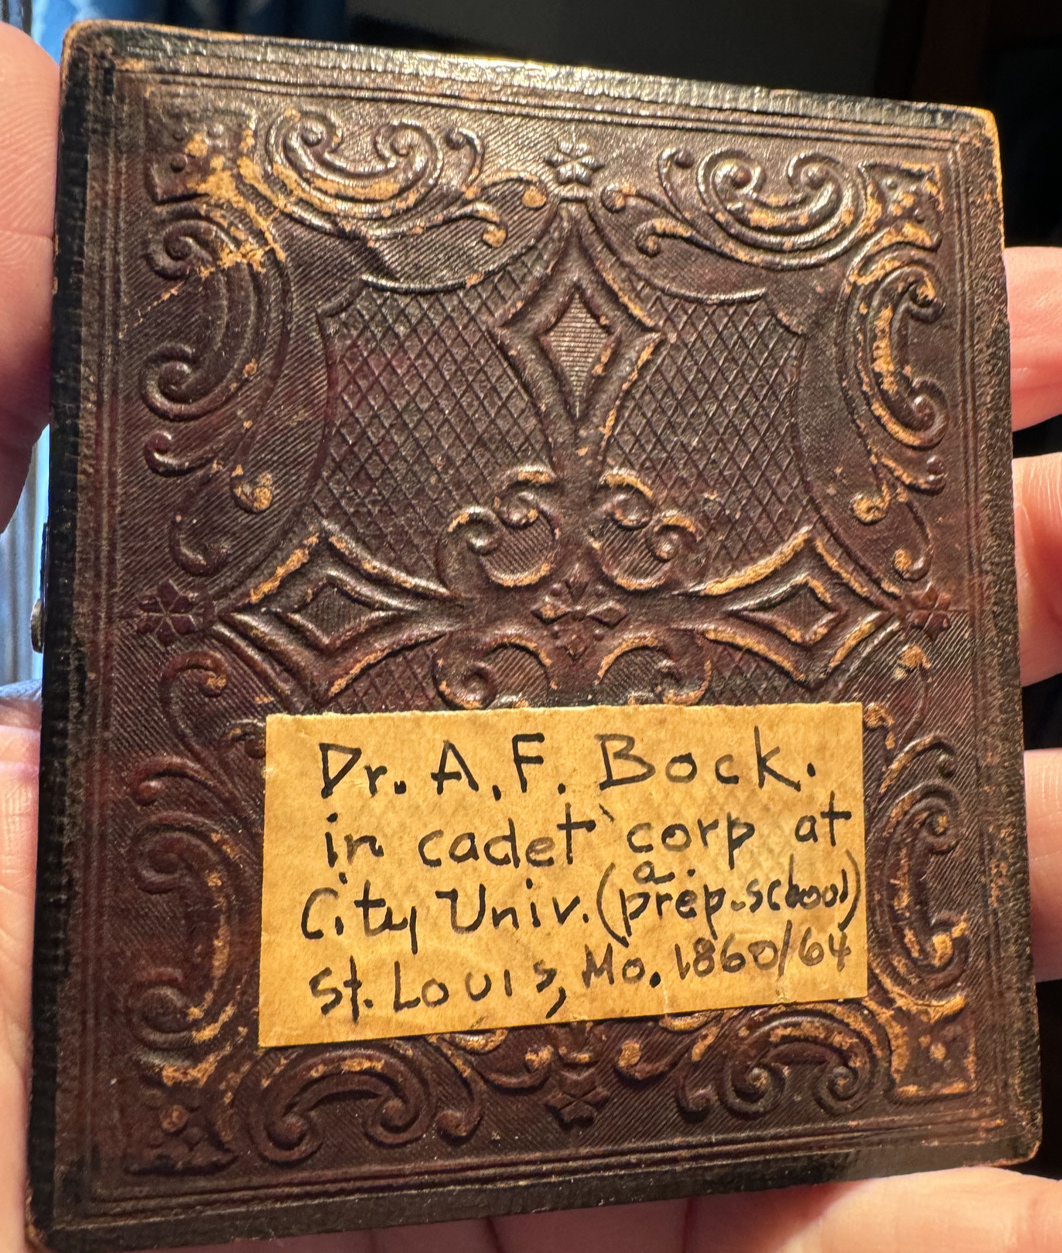 Dr. A. F. Bock.
in cadet corp at
City Univ. (a. prep-school)
St. Louis, Mo. 1860/64